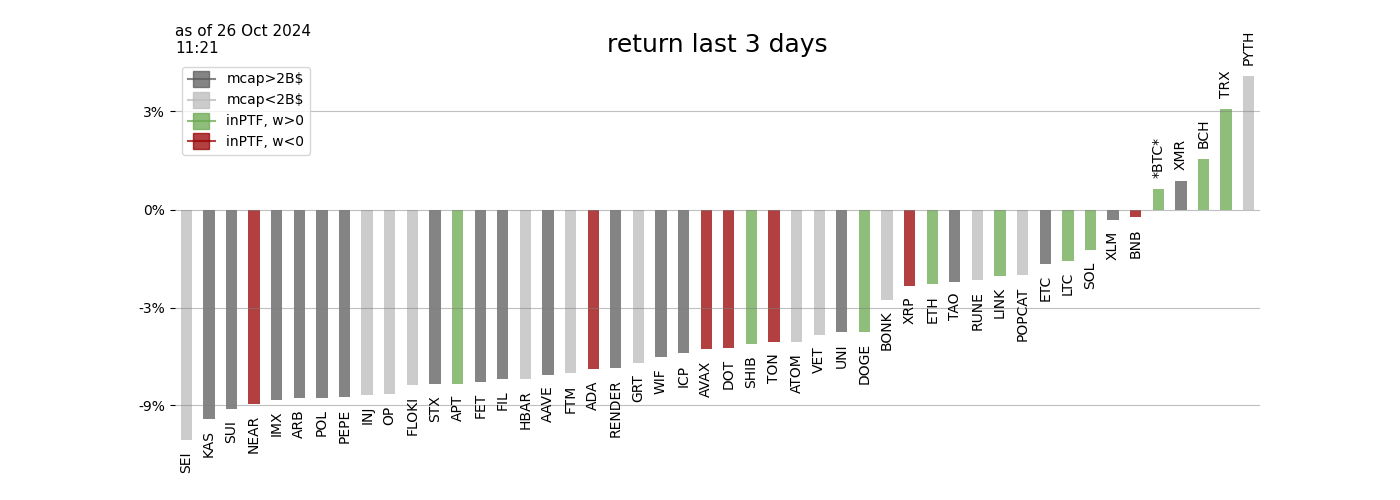 as of 26 Oct 2024
11:21
return last 3 days
mcap>2B$
mcap<2B$
inPTF, w>0
inPTF, w<0
3%
0%
-3%
-9%
SEI
KAS
SUI
NEAR
IMX
ARB
POL
PEPE
INJ
OP
FLOKI
STX
APT
FET
FIL
HBAR
AAVE
FTM
ADA
RENDER
GRT
WIF
ICP
AVAX
DOT
SHIB
TON
ATOM
VET
UNI
DOGE
BONK
XRP
ETH
TAO
RUNE
LINK
POPCAT
ETC
LTC
SOL
XLM
BNB
*BTC*
XMR
BCH
TRX
PYTH